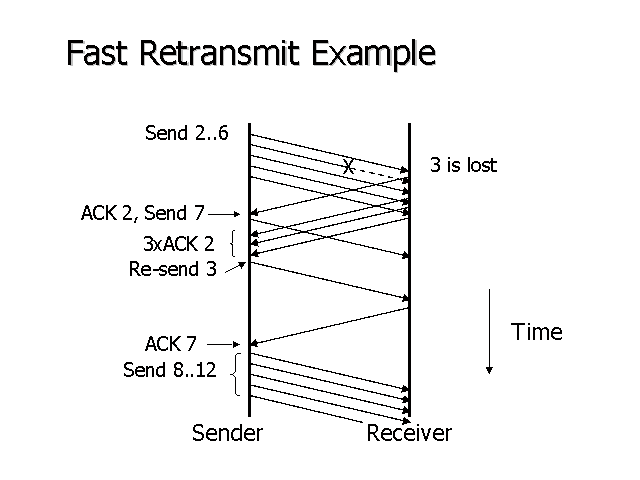 Fast Retransmit Example
Send 2..6
X
3 is lost
ACK 2, Send 7
3xACK 2
Re-send 3
Time
ACK 7
Send 8..12
Sender
Receiver